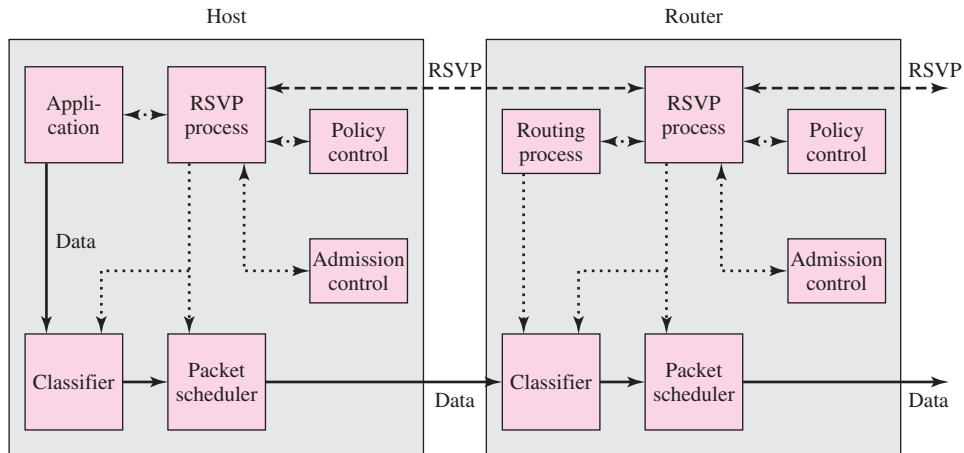 Host
Router
RSVP
RSVP
Appli-
cation
RSVP
process
Policy
control
Routing
process
RSVP
process
Policy
control
Data
Admission
control
Admission
control
Classifier
Packet
scheduler
Data
Classifier
Packet
scheduler
Data